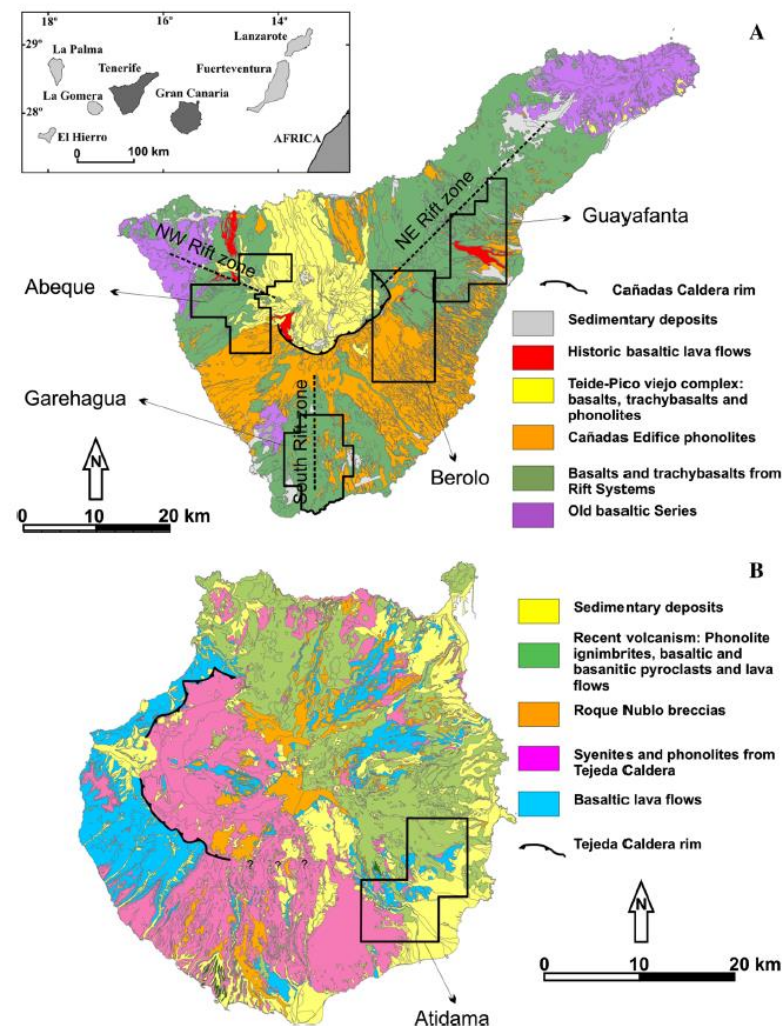 A
18°
16°
14°
29°
28°
Lanzarote
La Palma
Tenerife
Fuerteventura
La Gomera
Gran Canaria
El Hierro
AFRICA
0 100 km
NW Rift zone
NE Rift zone
South Rift zone
Guayafanta
Abeque
Garehagua
Berolo
N
0 10 20 km
Cañadas Caldera rim
Sedimentary deposits
Historic basaltic lava flows
Teide-Pico viejo complex:
basalts, trachybasalts and
phonolites
Cañadas Edifice phonolites
Basalts and trachybasalts from
Rift Systems
Old basaltic Series
B
Sedimentary deposits
Recent volcanism: Phonolite
ignimbrites, basaltic and
basanitic pyroclasts and lava
flows
Roque Nublo breccias
Syenites and phonolites from
Tejeda Caldera
Basaltic lava flows
Tejeda Caldera rim
? ? ?
N
0 10 20 km
Atidama